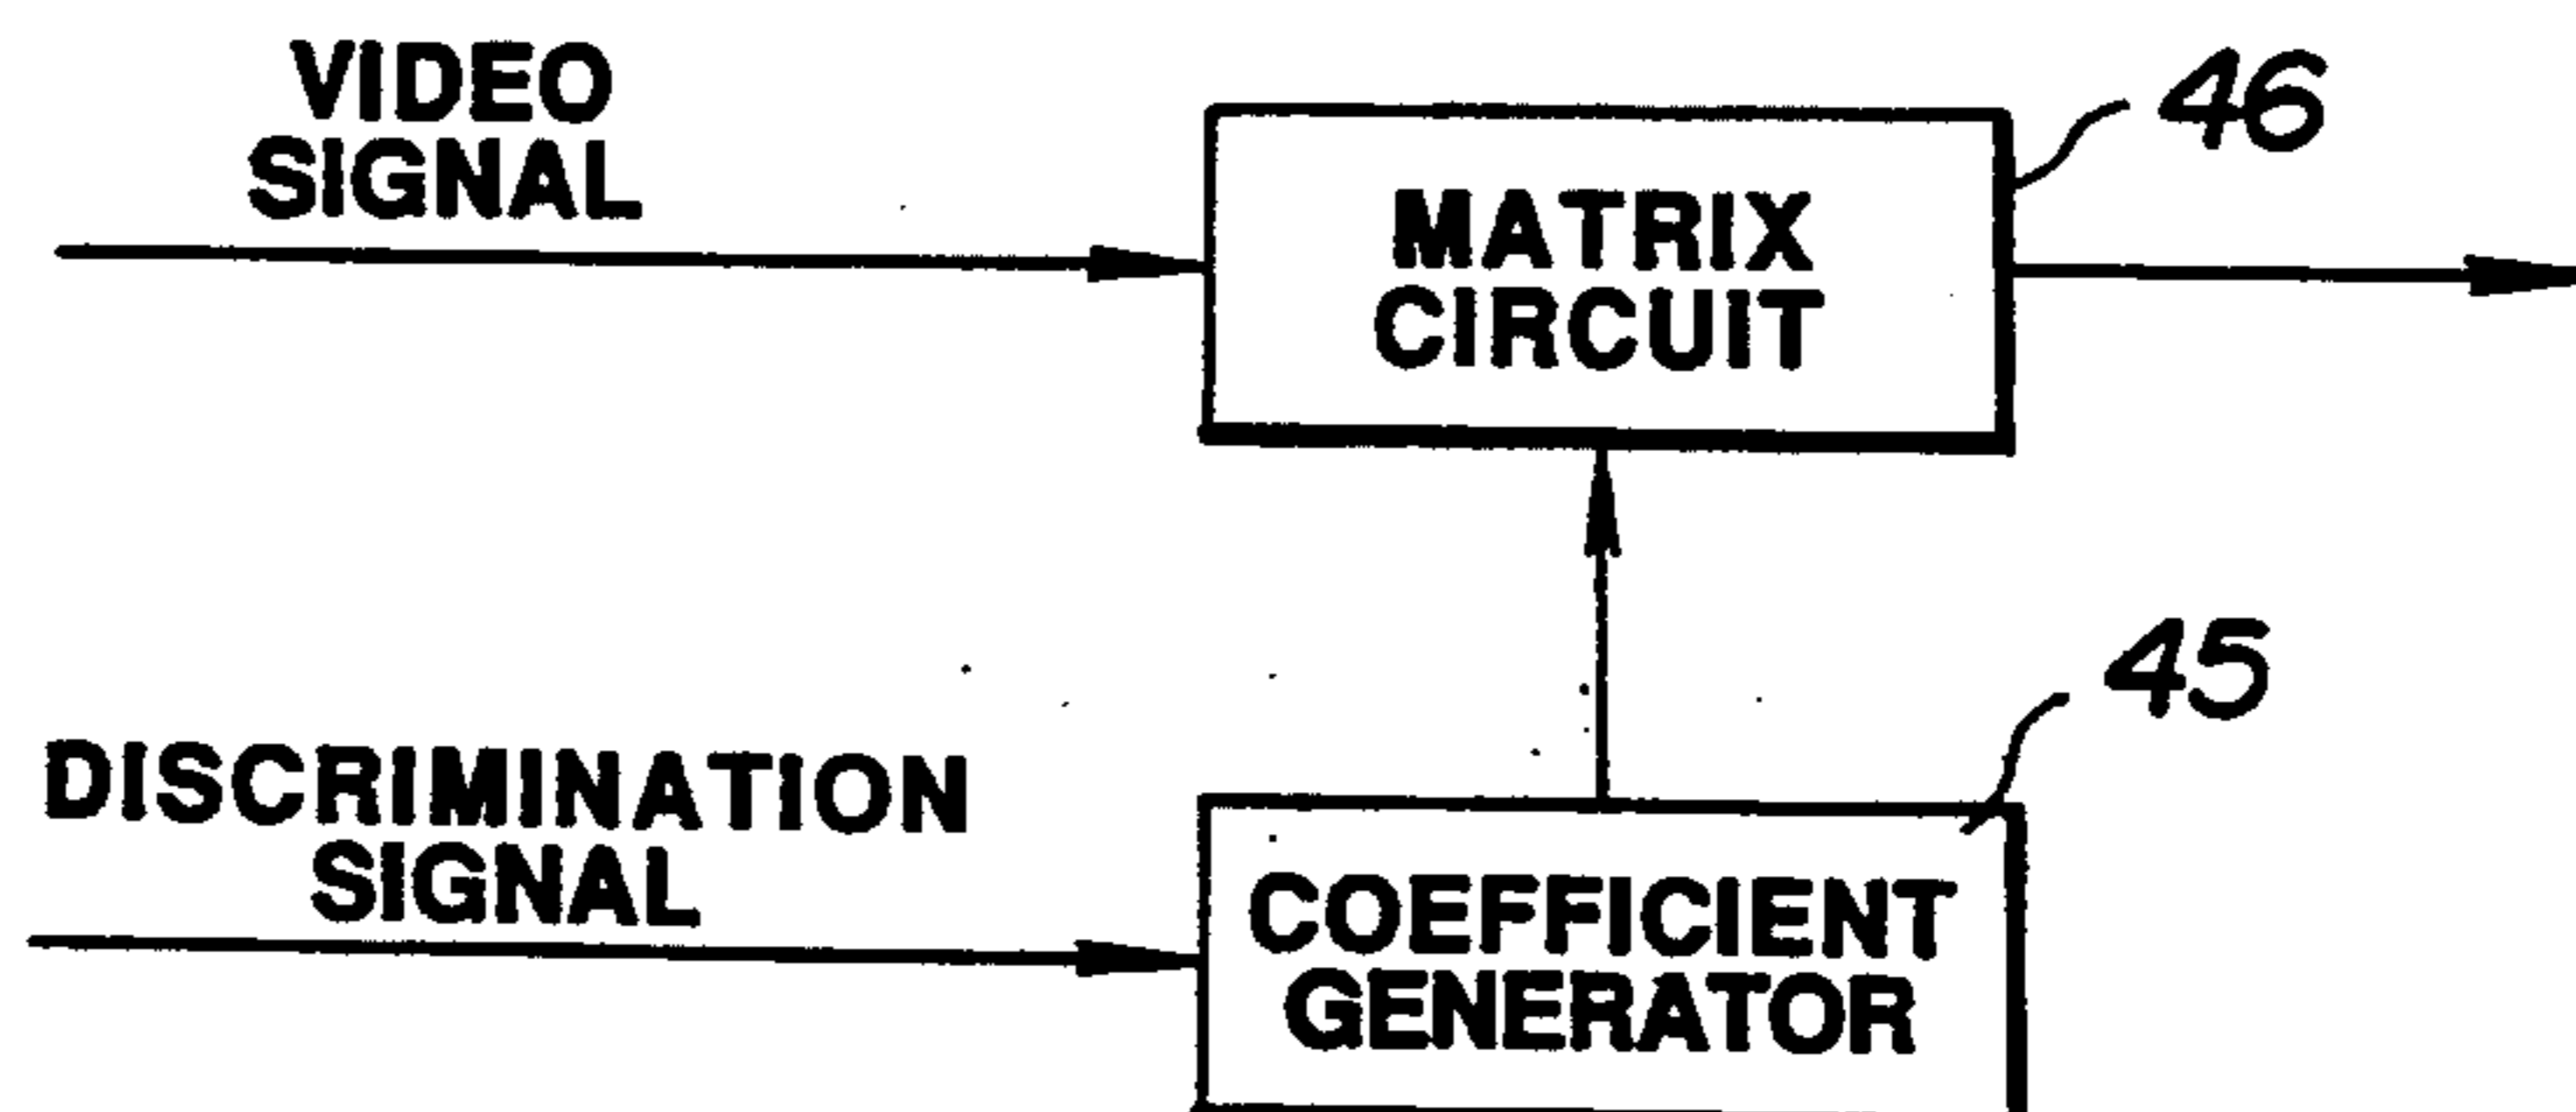 VIDEO
SIGNAL
46
MATRIX
CIRCUIT
45
DISCRIMINATION
SIGNAL
COEFFICIENT
GENERATOR